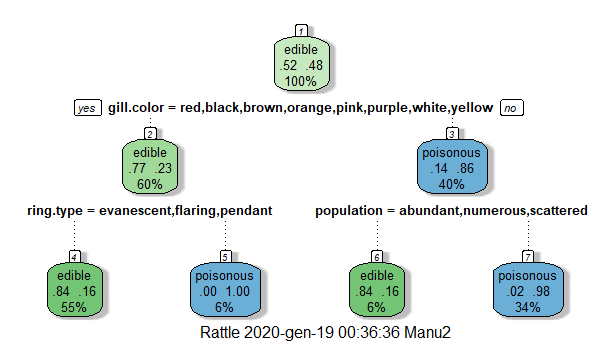 1
edible
.52 .48
100%
yes gill.color = red,black,brown,orange,pink,purple,white,yellow no
2 3
edible poisonous
.77 .23 .14 .86
60% 40%
ring.type = evanescent,flaring,pendant population = abundant,numerous,scattered
4 5 6 7
edible poisonous edible poisonous
.84 .16 .00 1.00 .84 .16 .02 .98
55% 6% 6% 34%
Rattle 2020-gen-19 00:36:36 Manu2